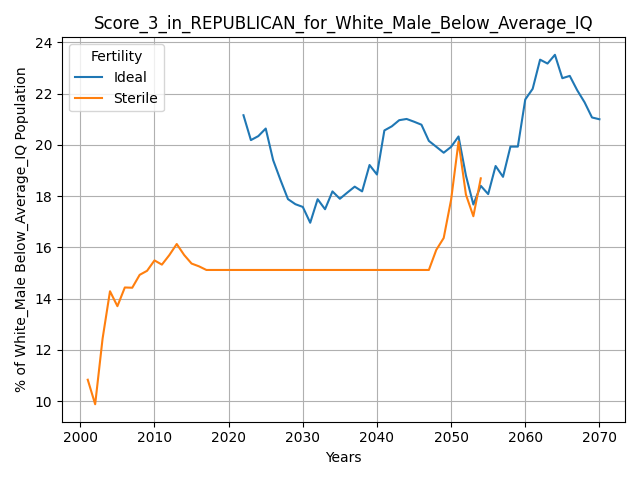 Score_3_in_REPUBLICAN_for_White_Male_Below_Average_IQ
Fertility
Ideal
Sterile
% of White_Male Below_Average_IQ Population
24
22
20
18
16
14
12
10
2000 2010 2020 2030 2040 2050 2060 2070
Years